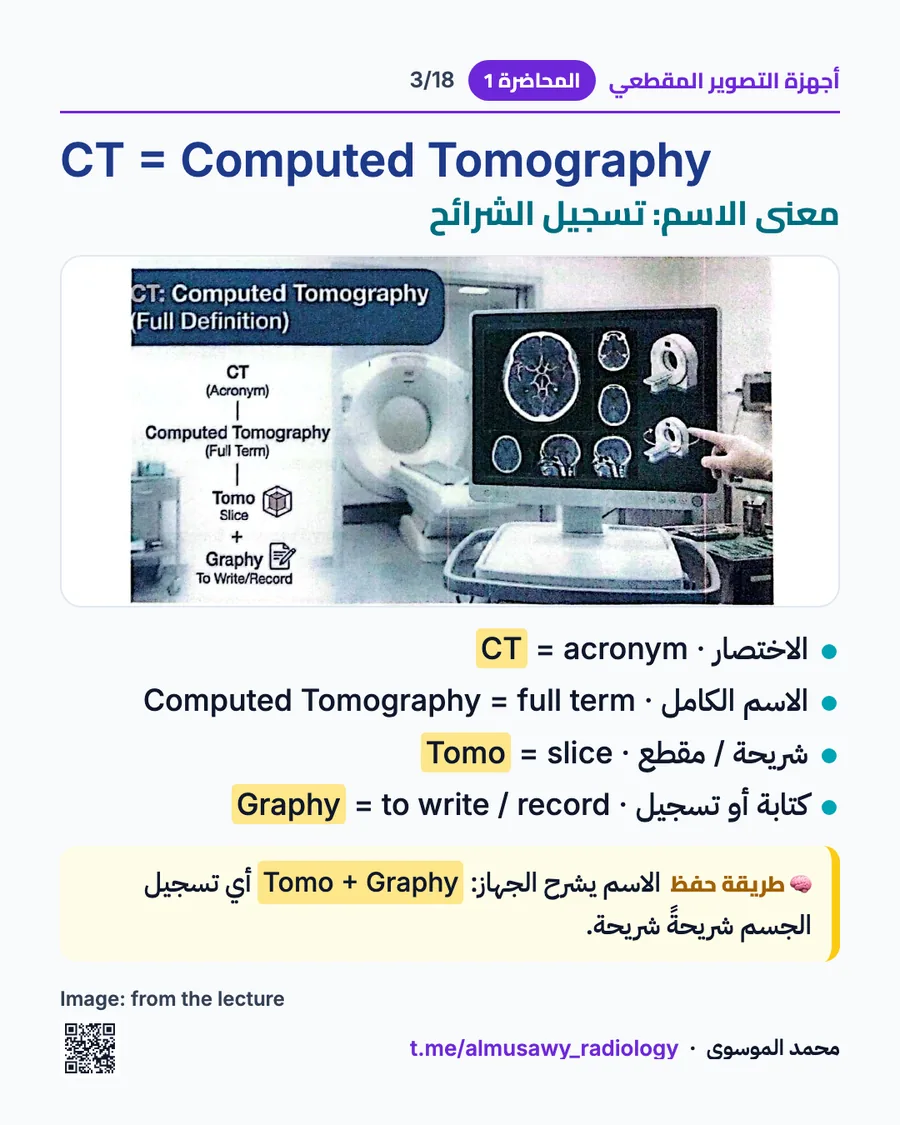 أجهزة التصوير المقطعي المحاضرة 1 3/18
CT = Computed Tomography
معنى الاسم: تسجيل الشرائح
CT: Computed Tomography
(Full Definition)
CT
(Acronym)
Computed Tomography
(Full Term)
Tomo
Slice
+
Graphy
To Write/Record
الاختصار · CT = acronym
الاسم الكامل · Computed Tomography = full term
شريحة / مقطع · Tomo = slice
كتابة أو تسجيل · Graphy = to write / record
🧠 طريقة حفظ الاسم يشرح الجهاز: Tomo + Graphy أي تسجيل
الجسم شريحةً شريحة.
Image: from the lecture
محمد الموسوي · t.me/almusawy_radiology